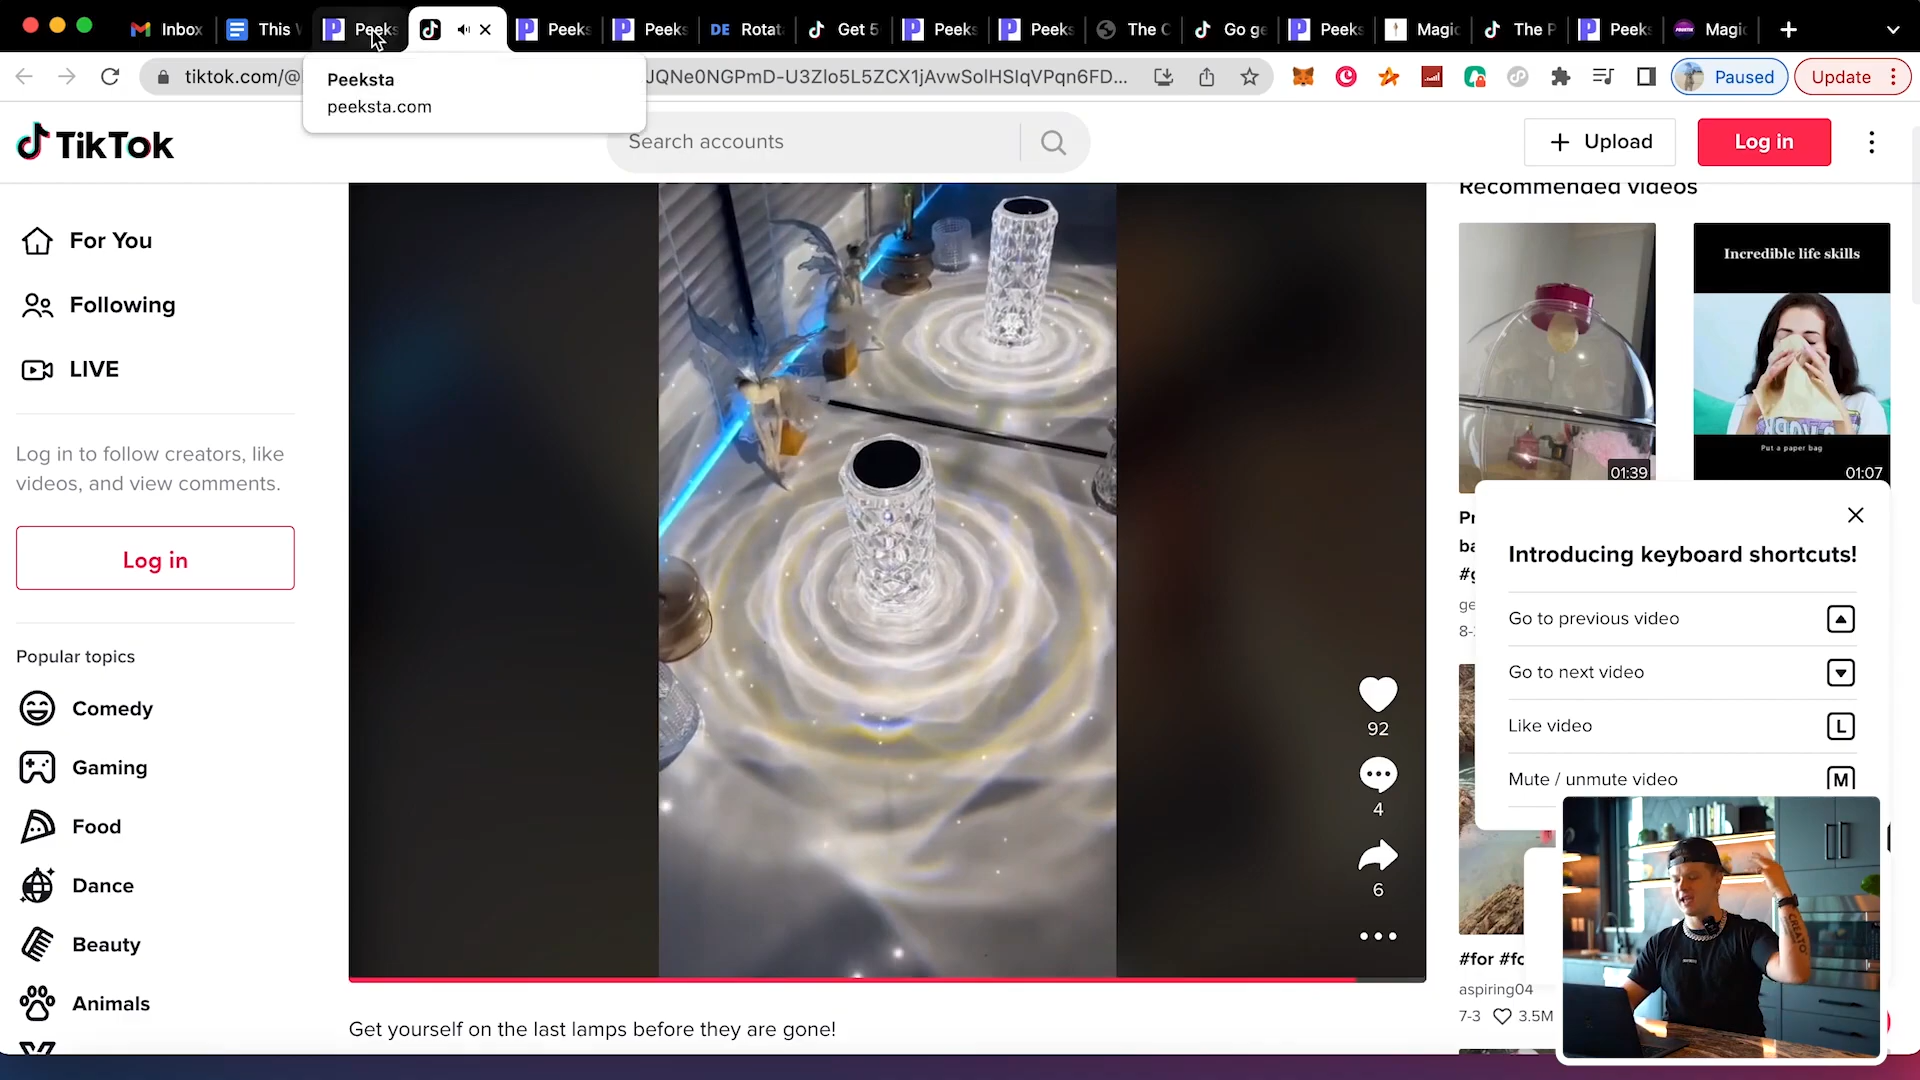 Inbox
This
Peeks
Peeks
Peeks
DE Rotat
Get 5
Peeks
Peeks
The C
Go ge
Peeks
Magic
The P
Peeks
Magic
tiktok.com/@
JQNe0NGPmD-U3ZIo5L5ZCX1jAvwSolHSIqVPqn6FD...
Paused
Update
Peeksta
peeksta.com
TikTok
Search accounts
Upload
Log in
For You
Following
LIVE
Log in to follow creators, like
videos, and view comments.
Log in
Popular topics
Comedy
Gaming
Food
Dance
Beauty
Animals
92
4
6
Get yourself on the last lamps before they are gone!
Recommended videos
01:39
Incredible life skills
Put a paper bag
01:07
Introducing keyboard shortcuts!
Go to previous video
Go to next video
Like video
L
Mute / unmute video
M
#for #fo
aspiring04
7-3
3.5M